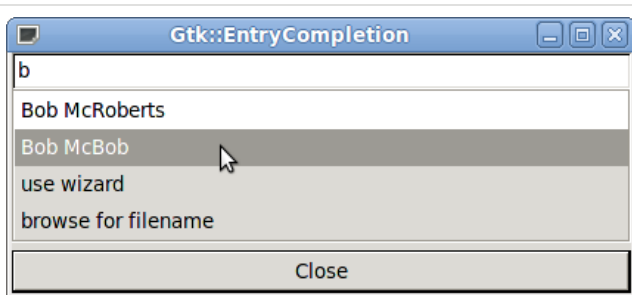 Gtk::EntryCompletion
b
Bob McRoberts
Bob McBob
use wizard
browse for filename
Close